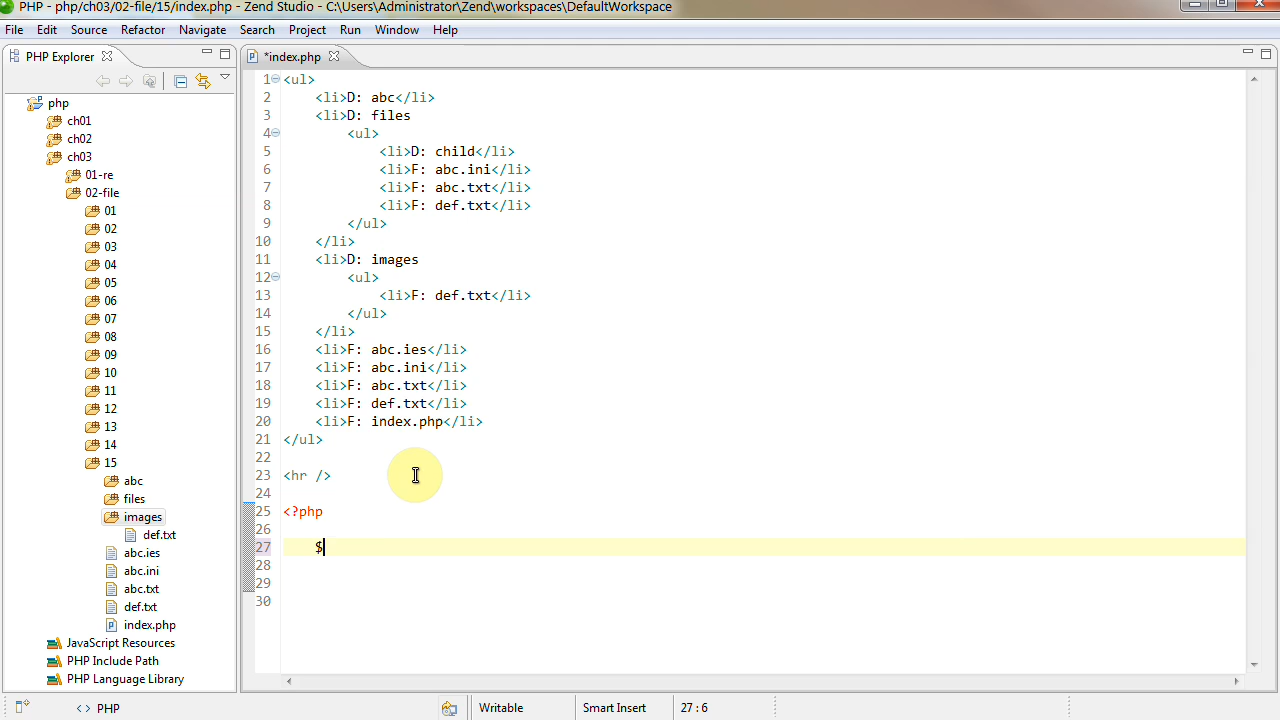 PHP - php/ch03/02-file/15/index.php - Zend Studio - C:\Users\Administrator\Zend\workspaces\DefaultWorkspace
File Edit Source Refactor Navigate Search Project Run Window Help
PHP Explorer
php
ch01
ch02
ch03
01-re
02-file
01
02
03
04
05
06
07
08
09
10
11
12
13
14
15
abc
files
images
def.txt
abc.ies
abc.ini
abc.txt
def.txt
index.php
JavaScript Resources
PHP Include Path
PHP Language Library
*index.php
1 <ul>
2     <li>D: abc</li>
3     <li>D: files
4         <ul>
5             <li>D: child</li>
6             <li>F: abc.ini</li>
7             <li>F: abc.txt</li>
8             <li>F: def.txt</li>
9         </ul>
10     </li>
11     <li>D: images
12         <ul>
13             <li>F: def.txt</li>
14         </ul>
15     </li>
16     <li>F: abc.ies</li>
17     <li>F: abc.ini</li>
18     <li>F: abc.txt</li>
19     <li>F: def.txt</li>
20     <li>F: index.php</li>
21 </ul>
22
23 <hr />
24
25 <?php
26
27     $
28
29
30
<> PHP Writable Smart Insert 27 : 6